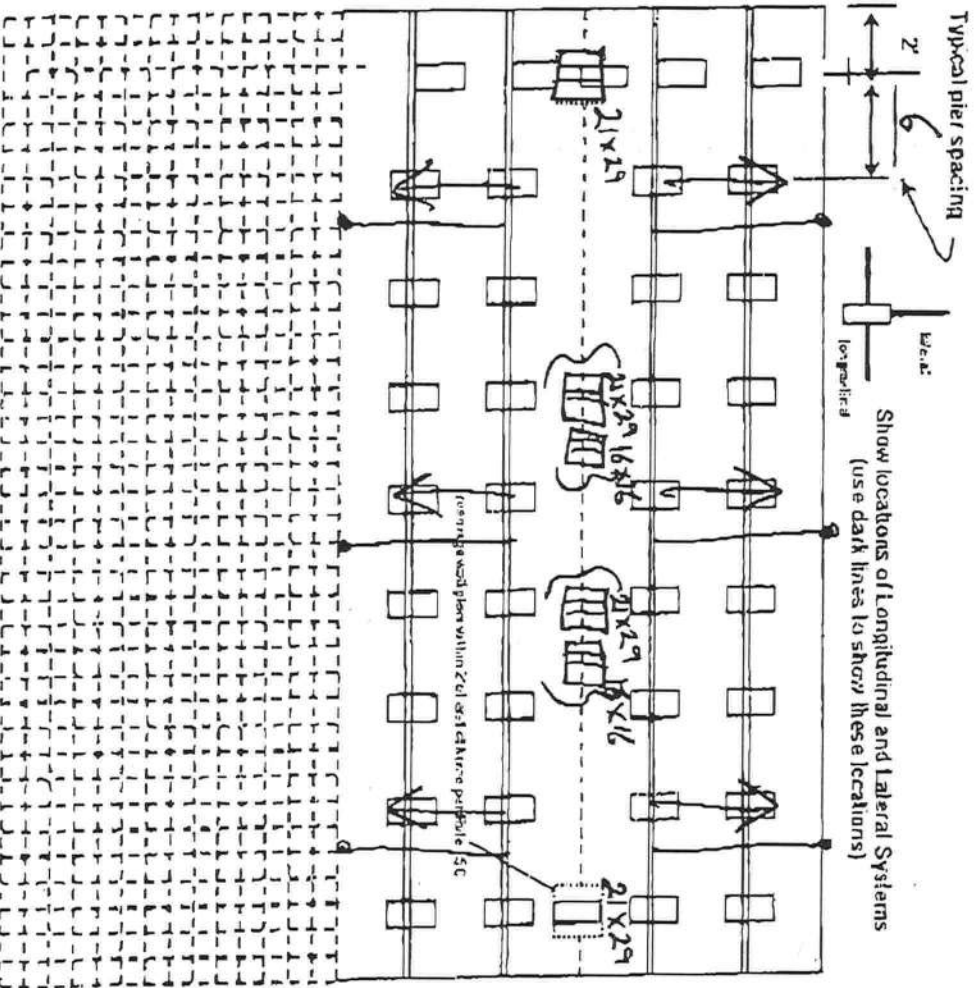 Typical pier spacing
2'
6
longitudinal
Show locations of Longitudinal and Lateral Systems
(use dark lines to show these locations)
21x29
21x29 16x16
21x29 16x16
21x29